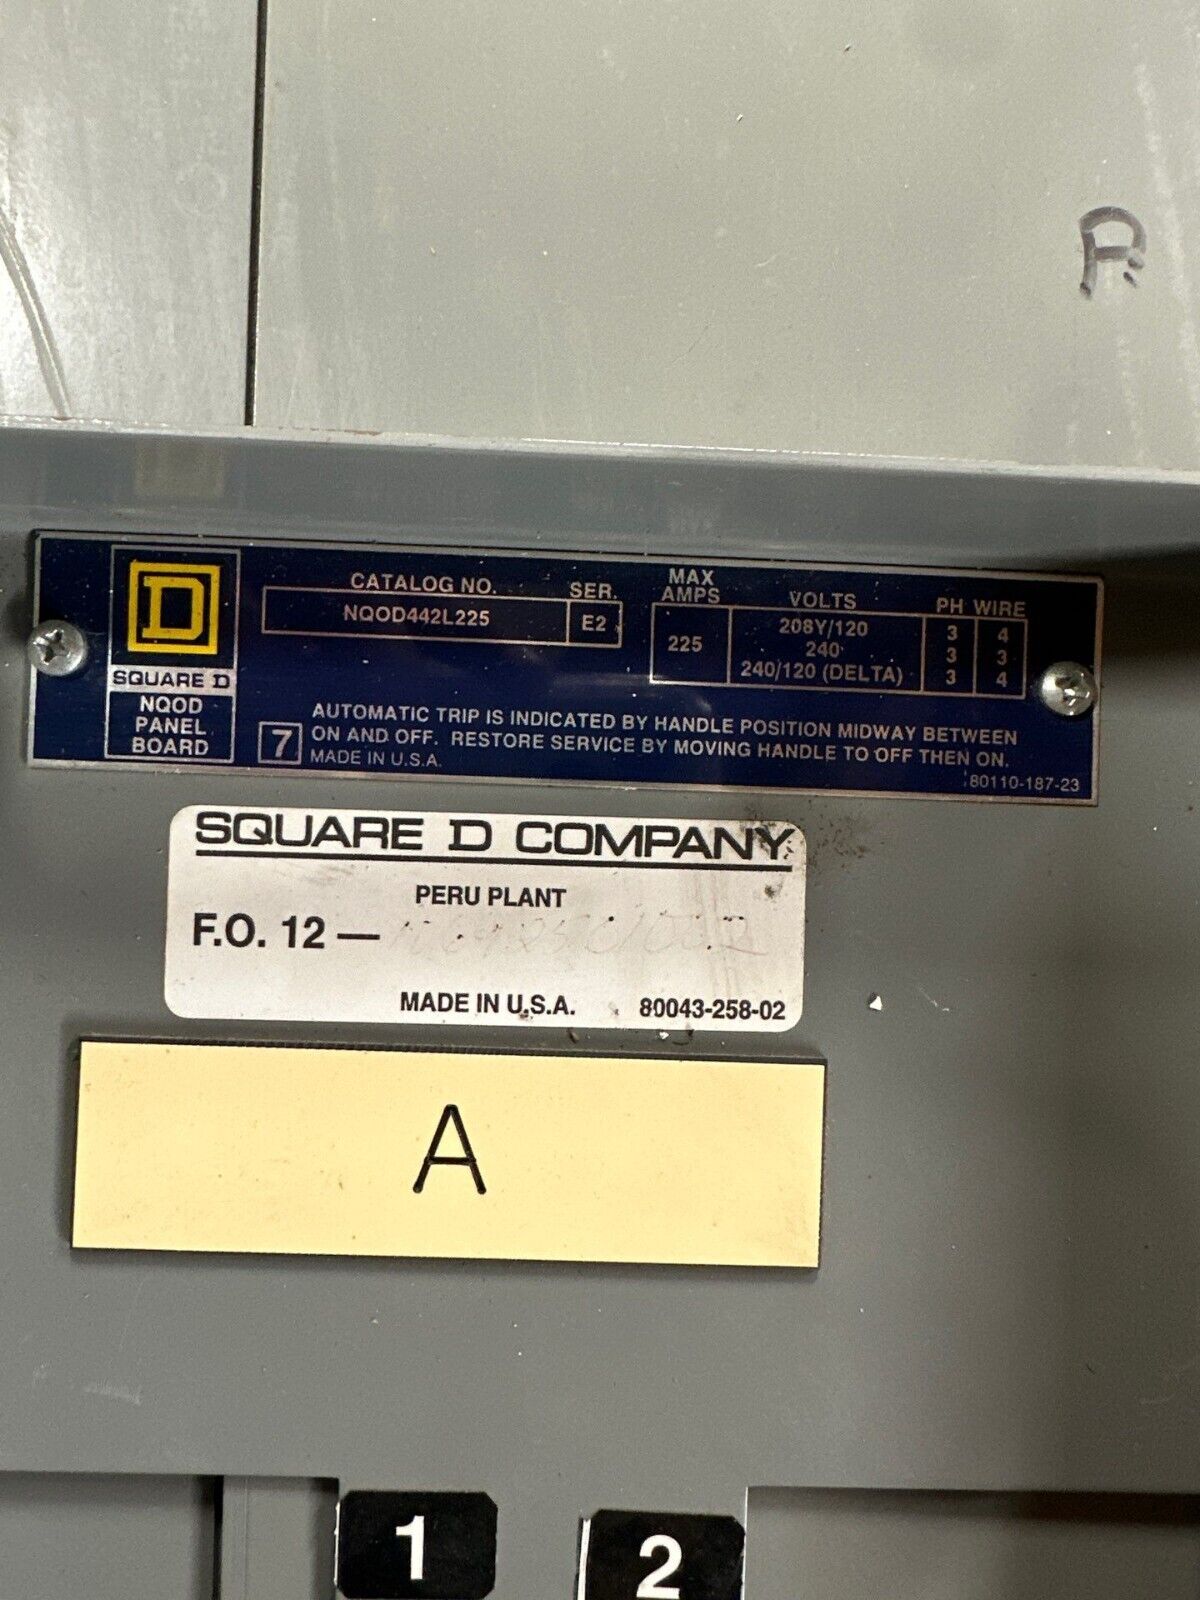 A
CATALOG NO. SER. MAX AMPS VOLTS PH WIRE
NQOD442L225 E2 225 208Y/120 3 4
240 3 3
240/120 (DELTA) 3 4
D
SQUARE D
NQOD
PANEL
BOARD
AUTOMATIC TRIP IS INDICATED BY HANDLE POSITION MIDWAY BETWEEN
7 ON AND OFF. RESTORE SERVICE BY MOVING HANDLE TO OFF THEN ON.
MADE IN U.S.A.
80110-187-23
SQUARE D COMPANY
PERU PLANT
F.O. 12 —
MADE IN U.S.A. 80043-258-02
A
1 2